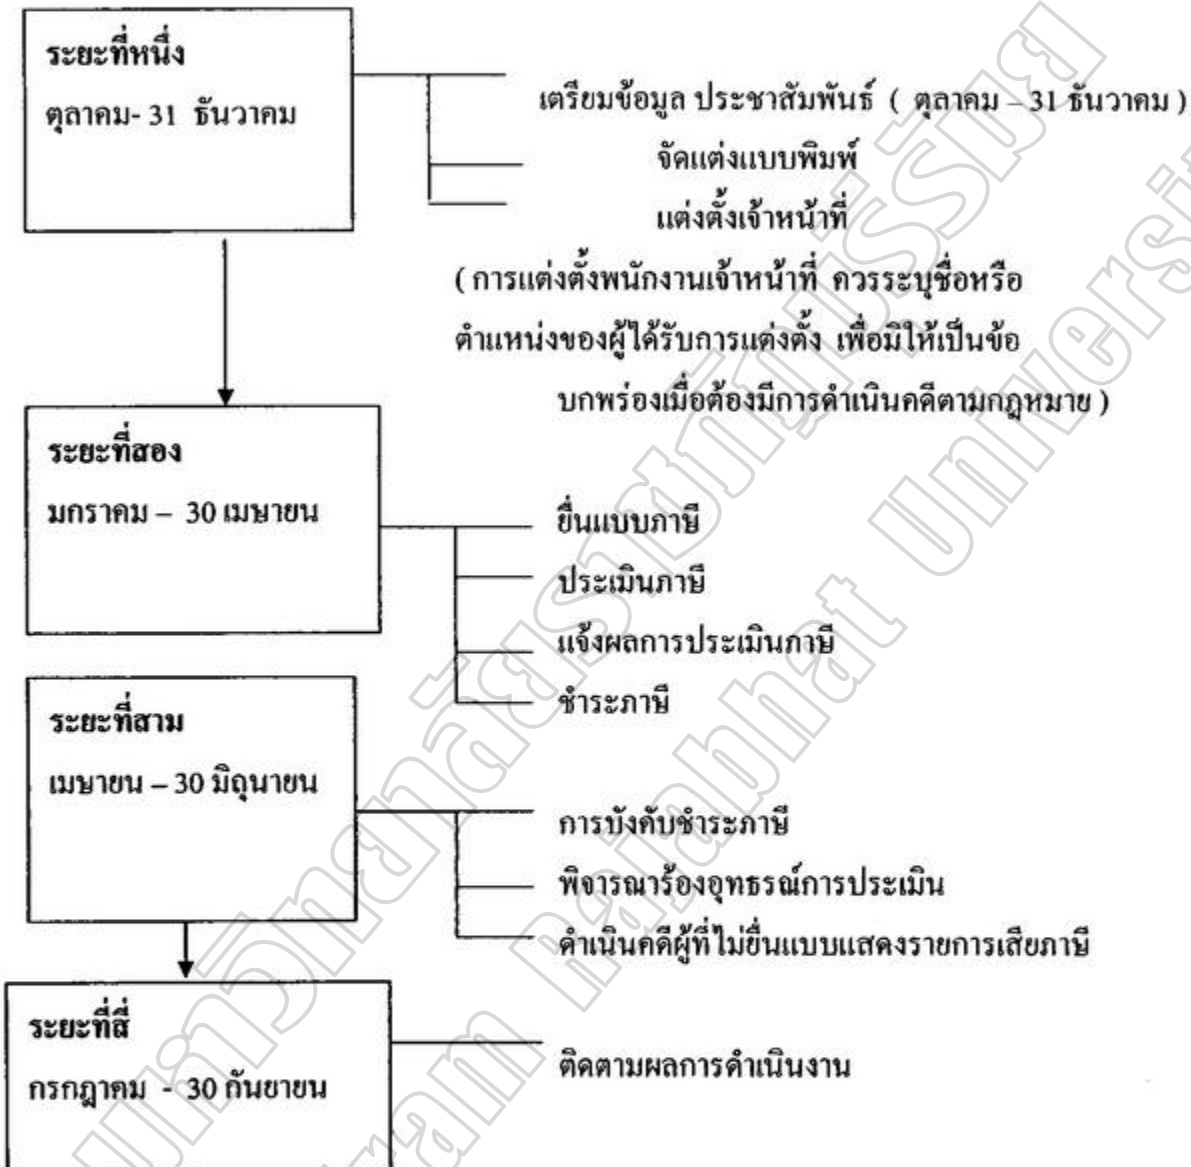 ระยะที่หนึ่ง
ตุลาคม- 31 ธันวาคม
เตรียมข้อมูล ประชาสัมพันธ์ ( ตุลาคม – 31 ธันวาคม )
จัดแต่งแบบพิมพ์
แต่งตั้งเจ้าหน้าที่
( การแต่งตั้งพนักงานเจ้าหน้าที่ ควรระบุชื่อหรือ
ตำแหน่งของผู้ได้รับการแต่งตั้ง เพื่อมิให้เป็นข้อ
บกพร่องเมื่อต้องมีการดำเนินคดีตามกฎหมาย )
ระยะที่สอง
มกราคม – 30 เมษายน
ยื่นแบบภาษี
ประเมินภาษี
แจ้งผลการประเมินภาษี
ชำระภาษี
ระยะที่สาม
เมษายน – 30 มิถุนายน
การบังคับชำระภาษี
พิจารณาร้องอุทธรณ์การประเมิน
ดำเนินคดีผู้ที่ไม่ยื่นแบบแสดงรายการเสียภาษี
ระยะที่สี่
กรกฎาคม - 30 กันยายน
ติดตามผลการดำเนินงาน
Rajabhat